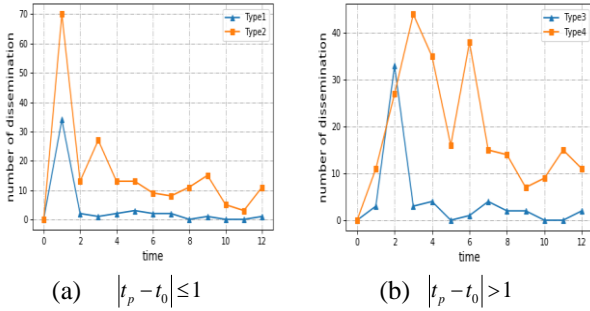 70
60
50
40
30
20
10
0
number of dissemination
Type1
Type2
0 2 4 6 8 10 12
time
(a) |t_p − t_0| ≤ 1
40
30
20
10
0
number of dissemination
Type3
Type4
0 2 4 6 8 10 12
time
(b) |t_p − t_0| > 1